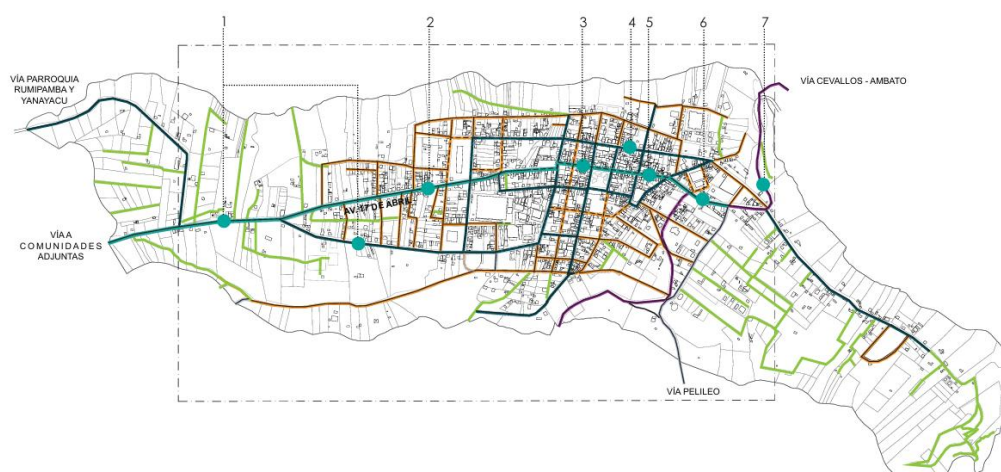 1
2
3
4
5
6
7
VÍA PARROQUIA
RUMIPAMBA Y
YANAYACU
VÍA CEVALLOS - AMBATO
AV. 17 DE ABRIL
VÍA A
COMUNIDADES
ADJUNTAS
VÍA PELILEO